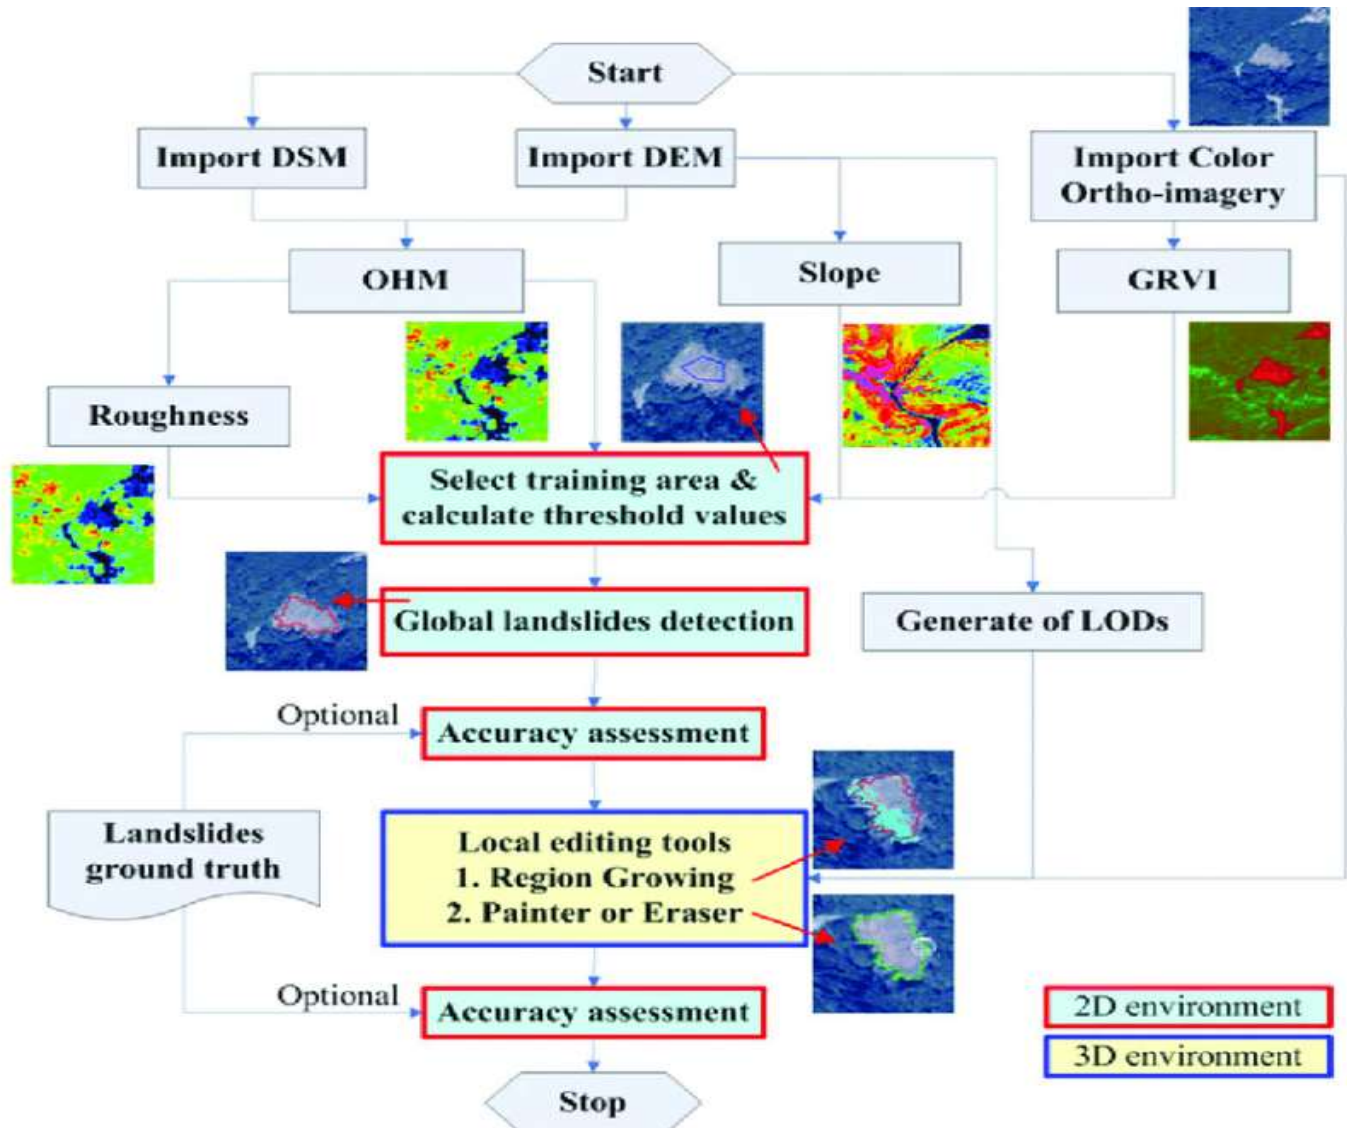 Start
Import DSM
Import DEM
Import Color
Ortho-imagery
OHM
Slope
GRVI
Roughness
Select training area &
calculate threshold values
Global landslides detection
Generate of LODs
Optional
Accuracy assessment
Landslides
ground truth
Local editing tools
1. Region Growing
2. Painter or Eraser
Optional
Accuracy assessment
2D environment
3D environment
Stop